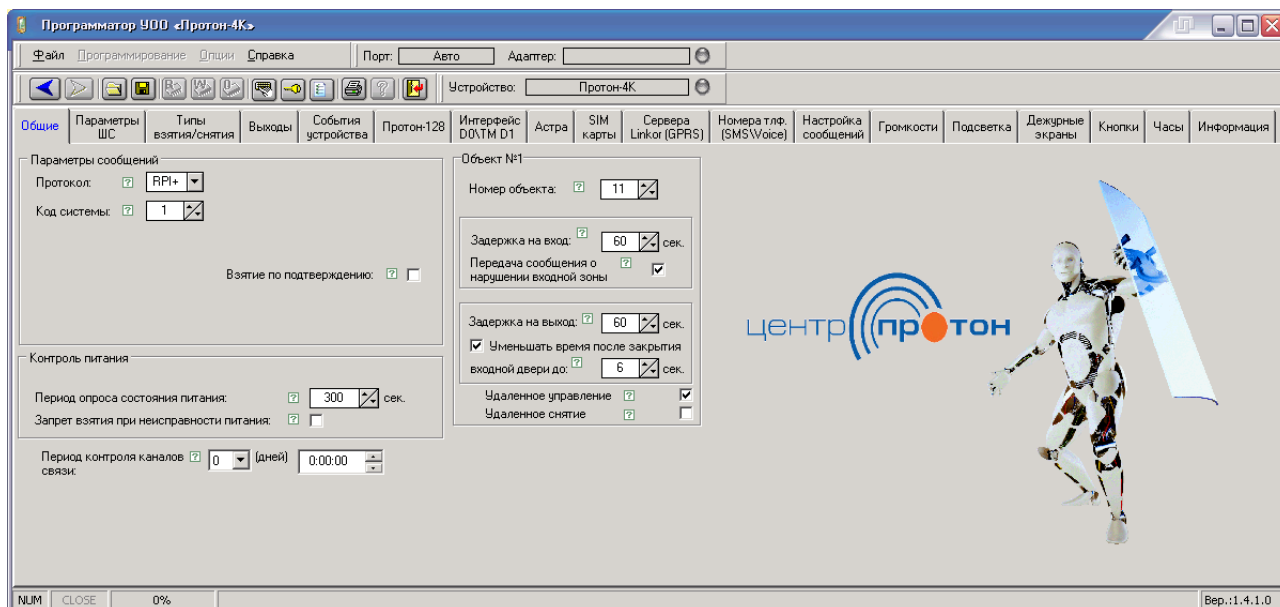 Программатор УОО «Протон-4К»
Файл Программирование Опции Справка Порт: Авто Адаптер:
Устройство: Протон-4К
Общие Параметры ШС Типы взятия/снятия Выходы События устройства Протон-128 Интерфейс D0\TM D1 Астра SIM карты Сервера Linkor (GPRS) Номера тлф. (SMS\Voice) Настройка сообщений Громкости Подсветка Дежурные экраны Кнопки Часы Информация
Параметры сообщений
Протокол: ? RPI+
Код системы: ? 1
Взятие по подтверждению: ?
Контроль питания
Период опроса состояния питания: ? 300 сек.
Запрет взятия при неисправности питания: ?
Период контроля каналов ? 0 (дней) 0:00:00
связи:
Объект №1
Номер объекта: ? 11
Задержка на вход: ? 60 сек.
Передача сообщения о ?
нарушении входной зоны
Задержка на выход: ? 60 сек.
Уменьшать время после закрытия
входной двери до: ? 6 сек.
Удаленное управление ?
Удаленное снятие ?
центр протон
NUM CLOSE 0% Вер.:1.4.1.0